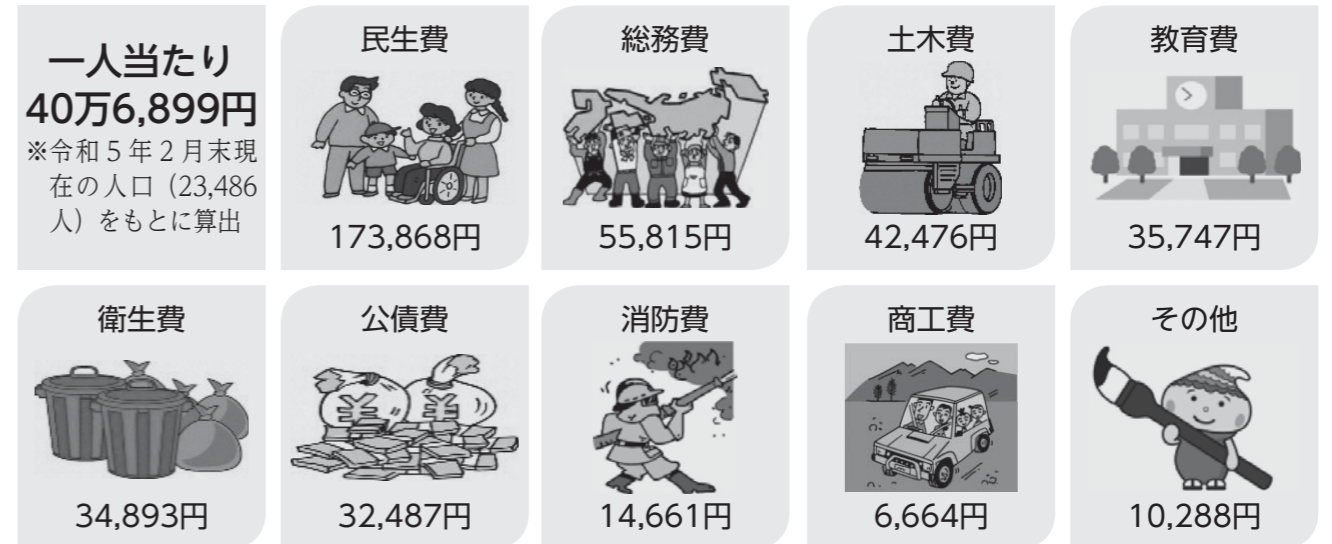 一人当たり
40万6,899円
※令和5年2月末現
在の人口（23,486
人）をもとに算出
民生費
173,868円
総務費
55,815円
土木費
42,476円
教育費
35,747円
衛生費
34,893円
公債費
¥ ¥
32,487円
消防費
14,661円
商工費
6,664円
その他
10,288円